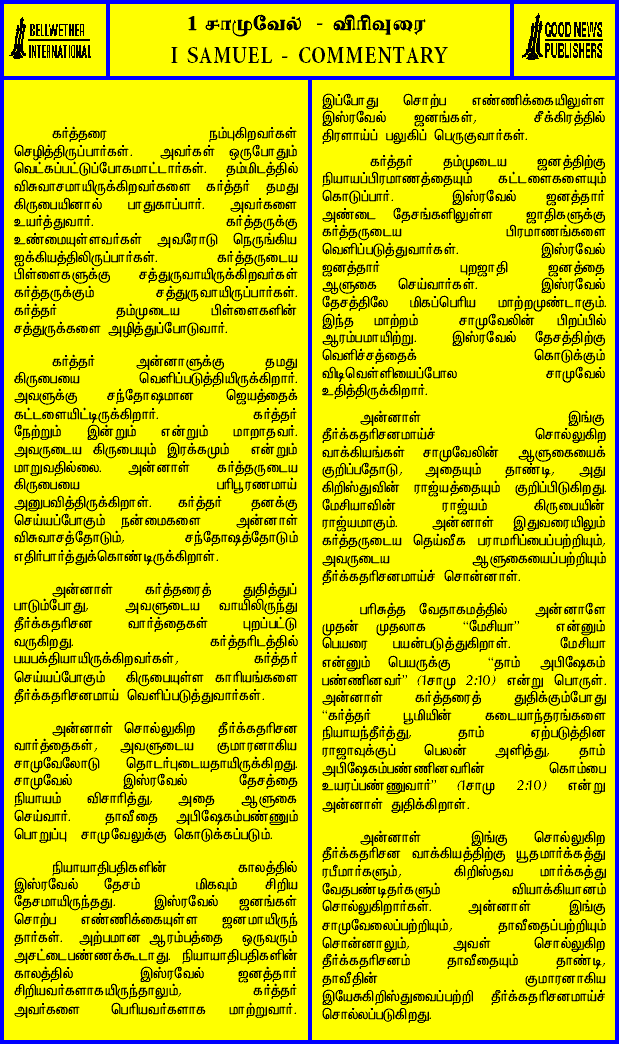 BELLWETHER
INTERNATIONAL
1 சாமுவேல் - விரிவுரை
I SAMUEL - COMMENTARY
GOOD NEWS
PUBLISHERS
கர்த்தரை நம்புகிறவர்கள்
செழித்திருப்பார்கள். அவர்கள் ஒருபோதும்
வெட்கப்பட்டுப்போகமாட்டார்கள். தம்மிடத்தில்
விசுவாசமாயிருக்கிறவர்களை கர்த்தர் தமது
கிருபையினால் பாதுகாப்பார். அவர்களை
உயர்த்துவார். கர்த்தருக்கு
உண்மையுள்ளவர்கள் அவரோடு நெருங்கிய
ஐக்கியத்திலிருப்பார்கள். கர்த்தருடைய
பிள்ளைகளுக்கு சத்துருவாயிருக்கிறவர்கள்
கர்த்தருக்கும் சத்துருவாயிருப்பார்கள்.
கர்த்தர் தம்முடைய பிள்ளைகளின்
சத்துருக்களை அழித்துப்போடுவார்.
கர்த்தர் அன்னாளுக்கு தமது
கிருபையை வெளிப்படுத்தியிருக்கிறார்.
அவளுக்கு சந்தோஷமான ஜெயத்தைக்
கட்டளையிட்டிருக்கிறார். கர்த்தர்
நேற்றும் இன்றும் என்றும் மாறாதவர்.
அவருடைய கிருபையும் இரக்கமும் என்றும்
மாறுவதில்லை. அன்னாள் கர்த்தருடைய
கிருபையை பரிபூரணமாய்
அனுபவித்திருக்கிறாள். கர்த்தர் தனக்கு
செய்யப்போகும் நன்மைகளை அன்னாள்
விசுவாசத்தோடும், சந்தோஷத்தோடும்
எதிர்பார்த்துக்கொண்டிருக்கிறாள்.
அன்னாள் கர்த்தரைத் துதித்துப்
பாடும்போது, அவளுடைய வாயிலிருந்து
தீர்க்கதரிசன வார்த்தைகள் புறப்பட்டு
வருகிறது. கர்த்தரிடத்தில்
பயபக்தியாயிருக்கிறவர்கள், கர்த்தர்
செய்யப்போகும் கிருபையுள்ள காரியங்களை
தீர்க்கதரிசனமாய் வெளிப்படுத்துவார்கள்.
அன்னாள் சொல்லுகிற தீர்க்கதரிசன
வார்த்தைகள், அவளுடைய குமாரனாகிய
சாமுவேலோடு தொடர்புடையதாயிருக்கிறது.
சாமுவேல் இஸ்ரவேல் தேசத்தை
நியாயம் விசாரித்து, அதை ஆளுகை
செய்வார். தாவீதை அபிஷேகம்பண்ணும்
பொறுப்பு சாமுவேலுக்கு கொடுக்கப்படும்.
நியாயாதிபதிகளின் காலத்தில்
இஸ்ரவேல் தேசம் மிகவும் சிறிய
தேசமாயிருந்தது. இஸ்ரவேல் ஜனங்கள்
சொற்ப எண்ணிக்கையுள்ள ஜனமாயிருந்
தார்கள். அற்பமான ஆரம்பத்தை ஒருவரும்
அசட்டைபண்ணக்கூடாது. நியாயாதிபதிகளின்
காலத்தில் இஸ்ரவேல் ஜனத்தார்
சிறியவர்களாகயிருந்தாலும், கர்த்தர்
அவர்களை பெரியவர்களாக மாற்றுவார்.
இப்போது சொற்ப எண்ணிக்கையிலுள்ள
இஸ்ரவேல் ஜனங்கள், சீக்கிரத்தில்
திரளாய்ப் பலுகிப் பெருகுவார்கள்.
கர்த்தர் தம்முடைய ஜனத்திற்கு
நியாயப்பிரமாணத்தையும் கட்டளைகளையும்
கொடுப்பார். இஸ்ரவேல் ஜனத்தார்
அண்டை தேசங்களிலுள்ள ஜாதிகளுக்கு
கர்த்தருடைய பிரமாணங்களை
வெளிப்படுத்துவார்கள். இஸ்ரவேல்
ஜனத்தார் புறஜாதி ஜனத்தை
ஆளுகை செய்வார்கள். இஸ்ரவேல்
தேசத்திலே மிகப்பெரிய மாற்றமுண்டாகும்.
இந்த மாற்றம் சாமுவேலின் பிறப்பில்
ஆரம்பமாயிற்று. இஸ்ரவேல் தேசத்திற்கு
வெளிச்சத்தைக் கொடுக்கும்
விடிவெள்ளியைப்போல சாமுவேல்
உதித்திருக்கிறார்.
அன்னாள் இங்கு
தீர்க்கதரிசனமாய்ச் சொல்லுகிற
வாக்கியங்கள் சாமுவேலின் ஆளுகையைக்
குறிப்பதோடு, அதையும் தாண்டி, அது
கிறிஸ்துவின் ராஜ்யத்தையும் குறிப்பிடுகிறது.
மேசியாவின் ராஜ்யம் கிருபையின்
ராஜ்யமாகும். அன்னாள் இதுவரையிலும்
கர்த்தருடைய தெய்வீக பராமரிப்பைப்பற்றியும்,
அவருடைய ஆளுகையைப்பற்றியும்
தீர்க்கதரிசனமாய்ச் சொன்னாள்.
பரிசுத்த வேதாகமத்தில் அன்னாளே
முதன் முதலாக "மேசியா" என்னும்
பெயரை பயன்படுத்துகிறாள். மேசியா
என்னும் பெயருக்கு "தாம் அபிஷேகம்
பண்ணினவர்" (1சாமு 2:10) என்று பொருள்.
அன்னாள் கர்த்தரைத் துதிக்கும்போது
"கர்த்தர் பூமியின் கடையாந்தரங்களை
நியாயந்தீர்த்து, தாம் ஏற்படுத்தின
ராஜாவுக்குப் பெலன் அளித்து, தாம்
அபிஷேகம்பண்ணினவரின் கொம்பை
உயரப்பண்ணுவார்" (1சாமு 2:10) என்று
அன்னாள் துதிக்கிறாள்.
அன்னாள் இங்கு சொல்லுகிற
தீர்க்கதரிசன வாக்கியத்திற்கு யூதமார்க்கத்து
ரபீமார்களும், கிறிஸ்தவ மார்க்கத்து
வேதபண்டிதர்களும் வியாக்கியானம்
சொல்லுகிறார்கள். அன்னாள் இங்கு
சாமுவேலைப்பற்றியும், தாவீதைப்பற்றியும்
சொன்னாலும், அவள் சொல்லுகிற
தீர்க்கதரிசனம் தாவீதையும் தாண்டி,
தாவீதின் குமாரனாகிய
இயேசுகிறிஸ்துவைப்பற்றி தீர்க்கதரிசனமாய்ச்
சொல்லப்படுகிறது.